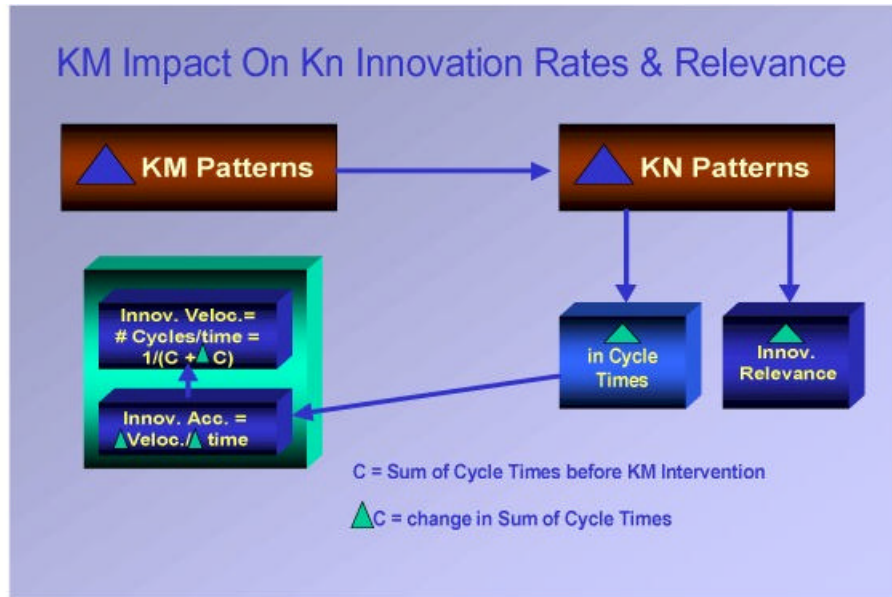 KM Impact On Kn Innovation Rates & Relevance
KM Patterns
KN Patterns
Innov. Veloc.=
# Cycles/time =
1/(C + C)
Innov. Acc. =
Veloc./ time
in Cycle
Times
Innov.
Relevance
C = Sum of Cycle Times before KM Intervention
C = change in Sum of Cycle Times